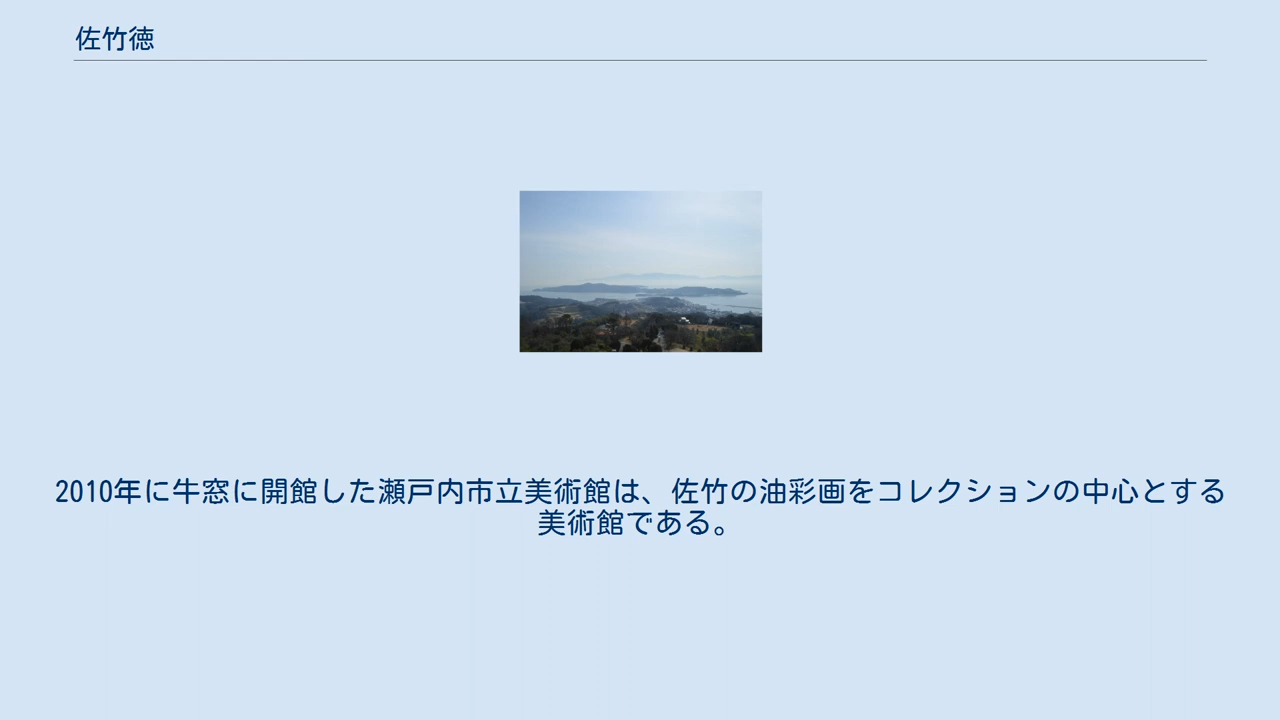 佐竹徳
2010年に牛窓に開館した瀬戸内市立美術館は、佐竹の油彩画をコレクションの中心とする
美術館である。